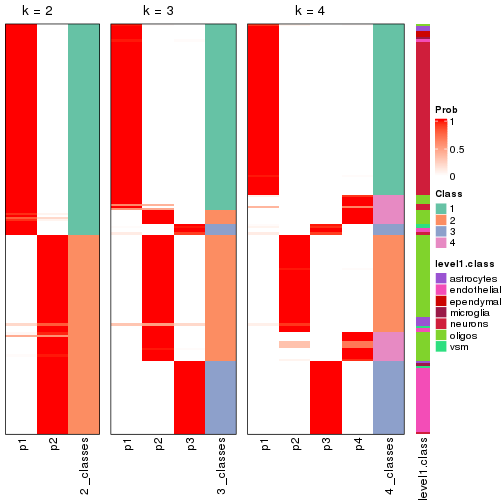 k = 2
k = 3
k = 4
Prob
1
0.5
0
Class
1
2
3
4
level1.class
astrocytes
endothelial
ependymal
microglia
neurons
oligos
vsm
p1
p2
2_classes
p1
p2
p3
3_classes
p1
p2
p3
p4
4_classes
level1.class